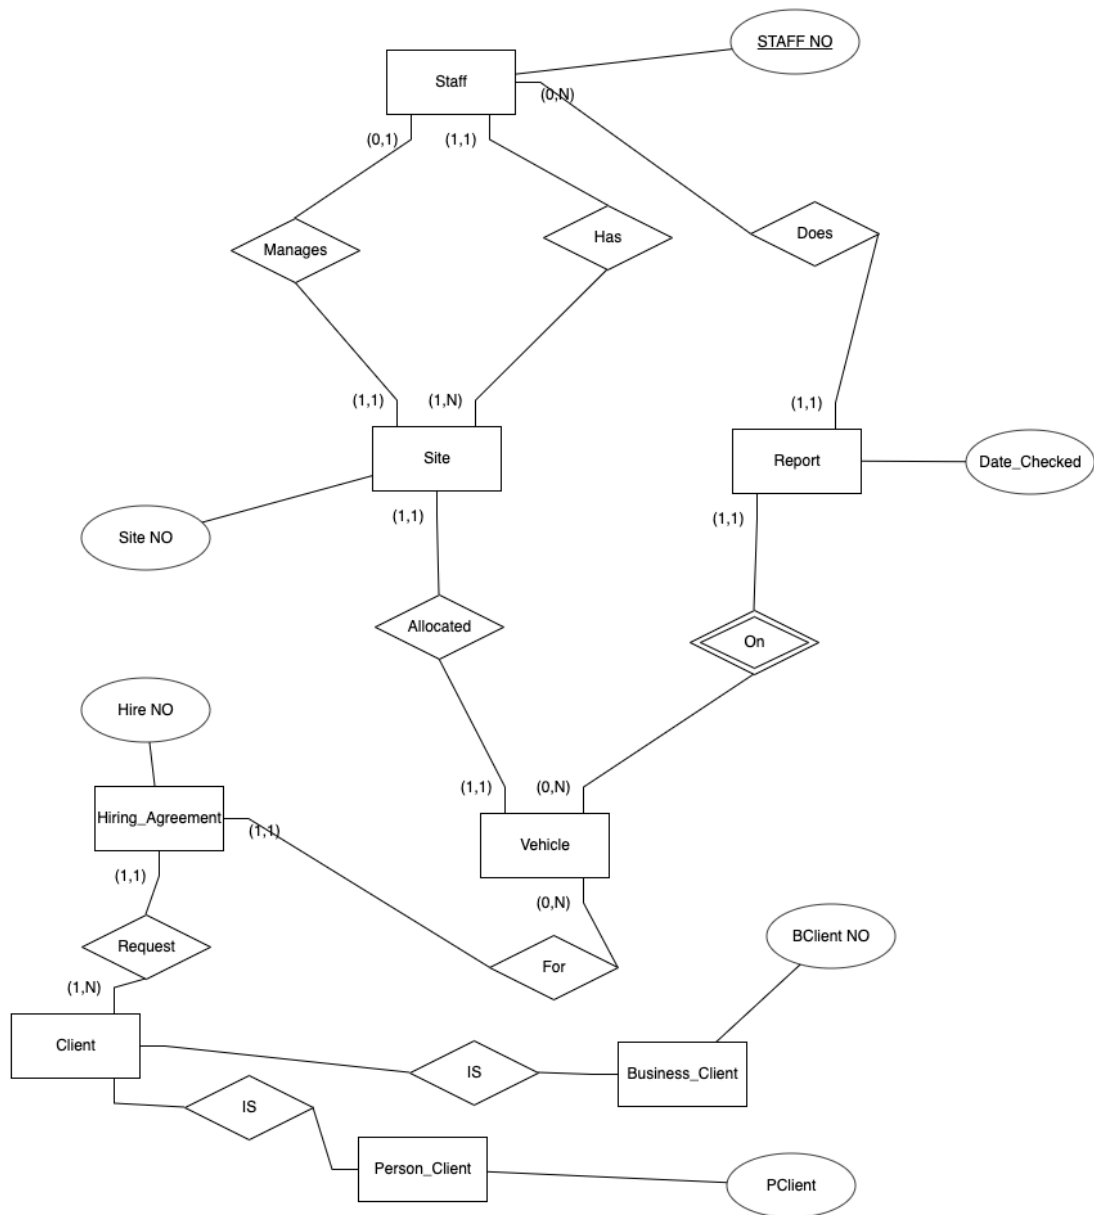 STAFF NO
Staff
(0,N)
(0,1)
(1,1)
Manages
Has
Does
(1,1)
(1,N)
(1,1)
Site
Report
Date_Checked
(1,1)
(1,1)
Site NO
Allocated
On
Hire NO
(1,1)
(0,N)
Hiring_Agreement
(1,1)
Vehicle
(1,1)
(0,N)
Request
For
BClient NO
(1,N)
Client
IS
Business_Client
IS
Person_Client
PClient